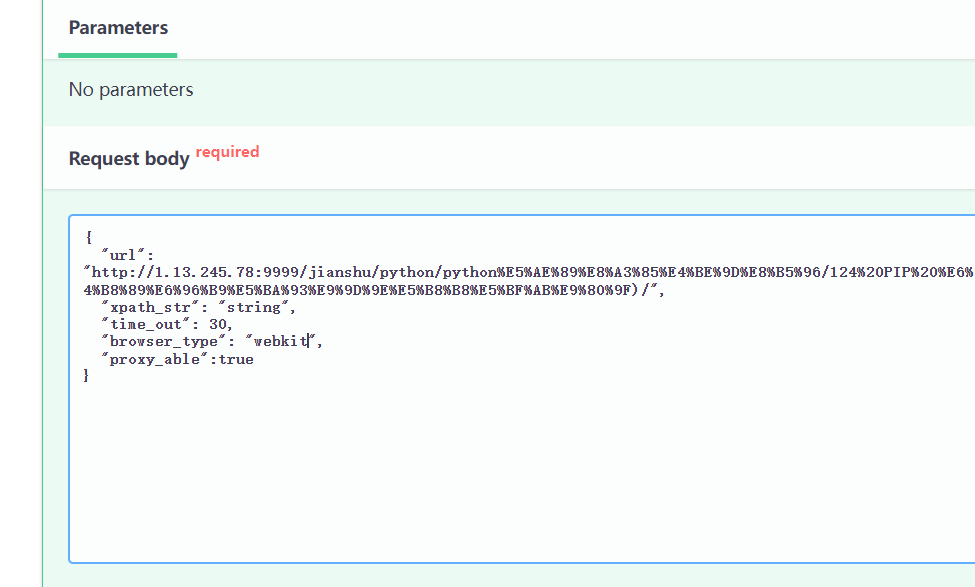 Parameters
No parameters
Request body required
{
"url":
"http://1.13.245.78:9999/jianshu/python/python%E5%AE%89%E8%A3%85%E4%BE%9D%E8%B5%96/124%20PIP%20%E6%
4%B8%89%E6%96%B9%E5%BA%93%E9%9D%9E%E5%B8%B8%E5%BF%AB%E9%80%9F)/",
"xpath_str": "string",
"time_out": 30,
"browser_type": "webkit",
"proxy_able":true
}